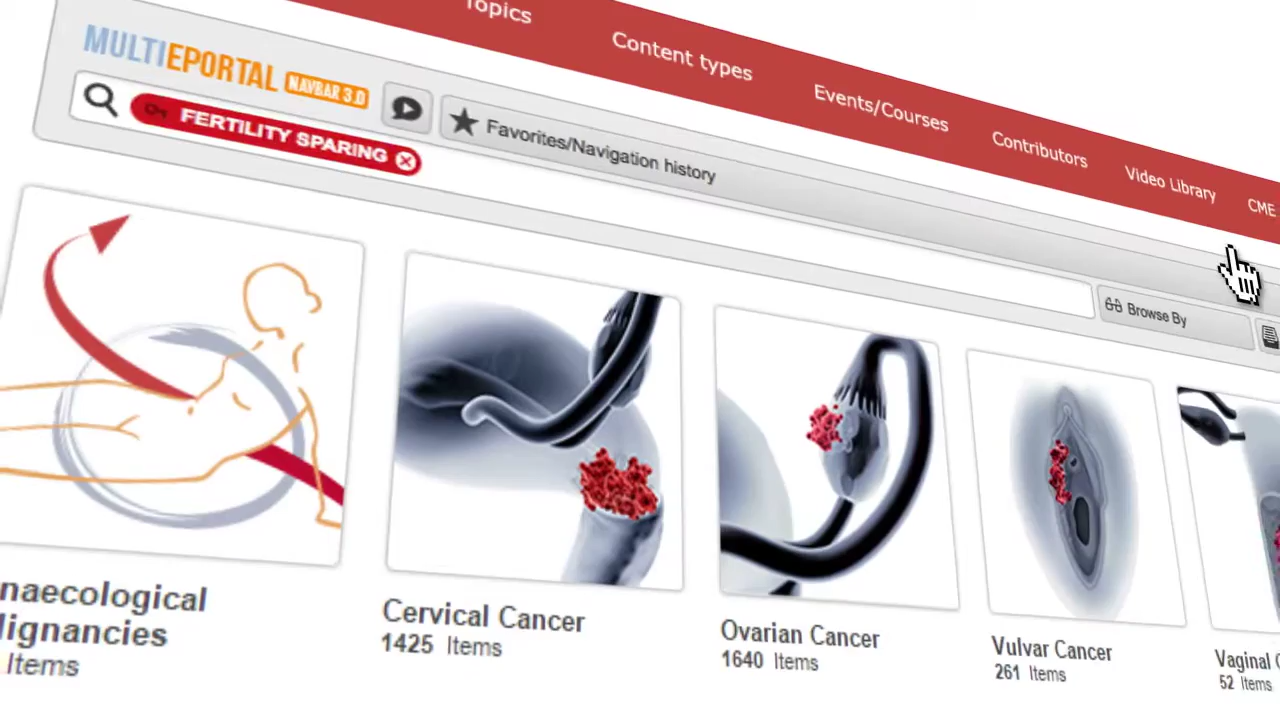 Topics
Content types
Events/Courses
Contributors
Video Library
CME
MULTIEPORTAL NAVBAR 3.0
FERTILITY SPARING
Favorites/Navigation history
Browse By
naecological
lignancies
Items
Cervical Cancer
1425 Items
Ovarian Cancer
1640 Items
Vulvar Cancer
261 Items
Vaginal
52 Items